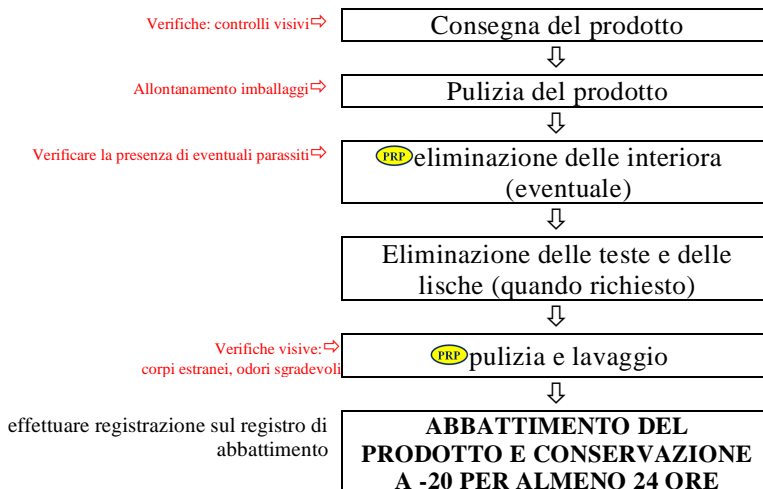 Verifiche: controlli visivi⇨
Consegna del prodotto
Allontanamento imballaggi⇨
Pulizia del prodotto
Verificare la presenza di eventuali parassiti⇨
PRP eliminazione delle interiora
(eventuale)
Eliminazione delle teste e delle
lische (quando richiesto)
Verifiche visive:⇨
corpi estranei, odori sgradevoli
PRP pulizia e lavaggio
effettuare registrazione sul registro di
abbattimento
ABBATTIMENTO DEL
PRODOTTO E CONSERVAZIONE
A -20 PER ALMENO 24 ORE